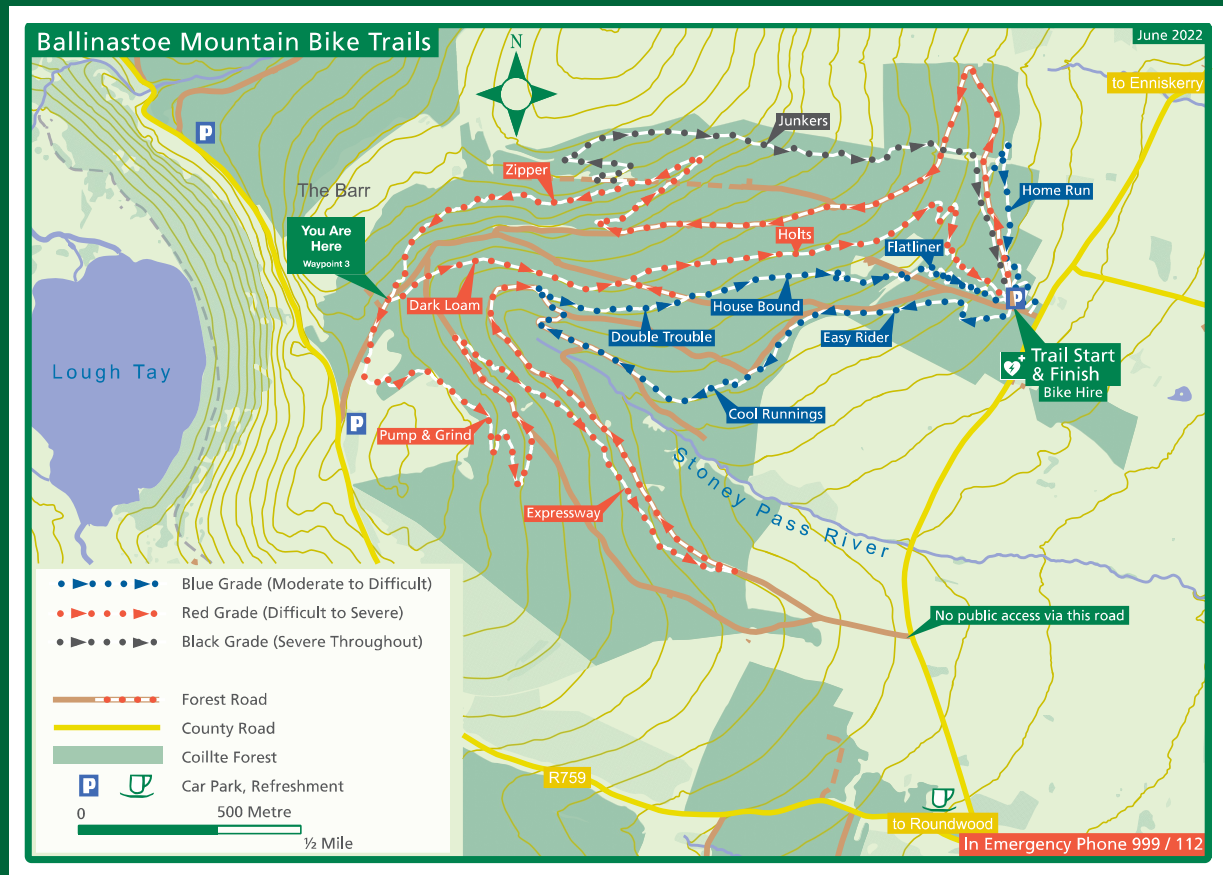 Ballinastoe Mountain Bike Trails
June 2022
N
to Enniskerry
P
Junkers
Zipper
The Barr
Home Run
You Are
Here
Waypoint 3
Holts
Flatliner
Dark Loam
House Bound
P
Double Trouble
Easy Rider
Trail Start
& Finish
Bike Hire
Lough Tay
Cool Runnings
P
Pump & Grind
Stoney Pass River
Expressway
Blue Grade (Moderate to Difficult)
Red Grade (Difficult to Severe)
No public access via this road
Black Grade (Severe Throughout)
Forest Road
County Road
Coillte Forest
P
Car Park, Refreshment
R759
0
500 Metre
½ Mile
to Roundwood
In Emergency Phone 999 / 112